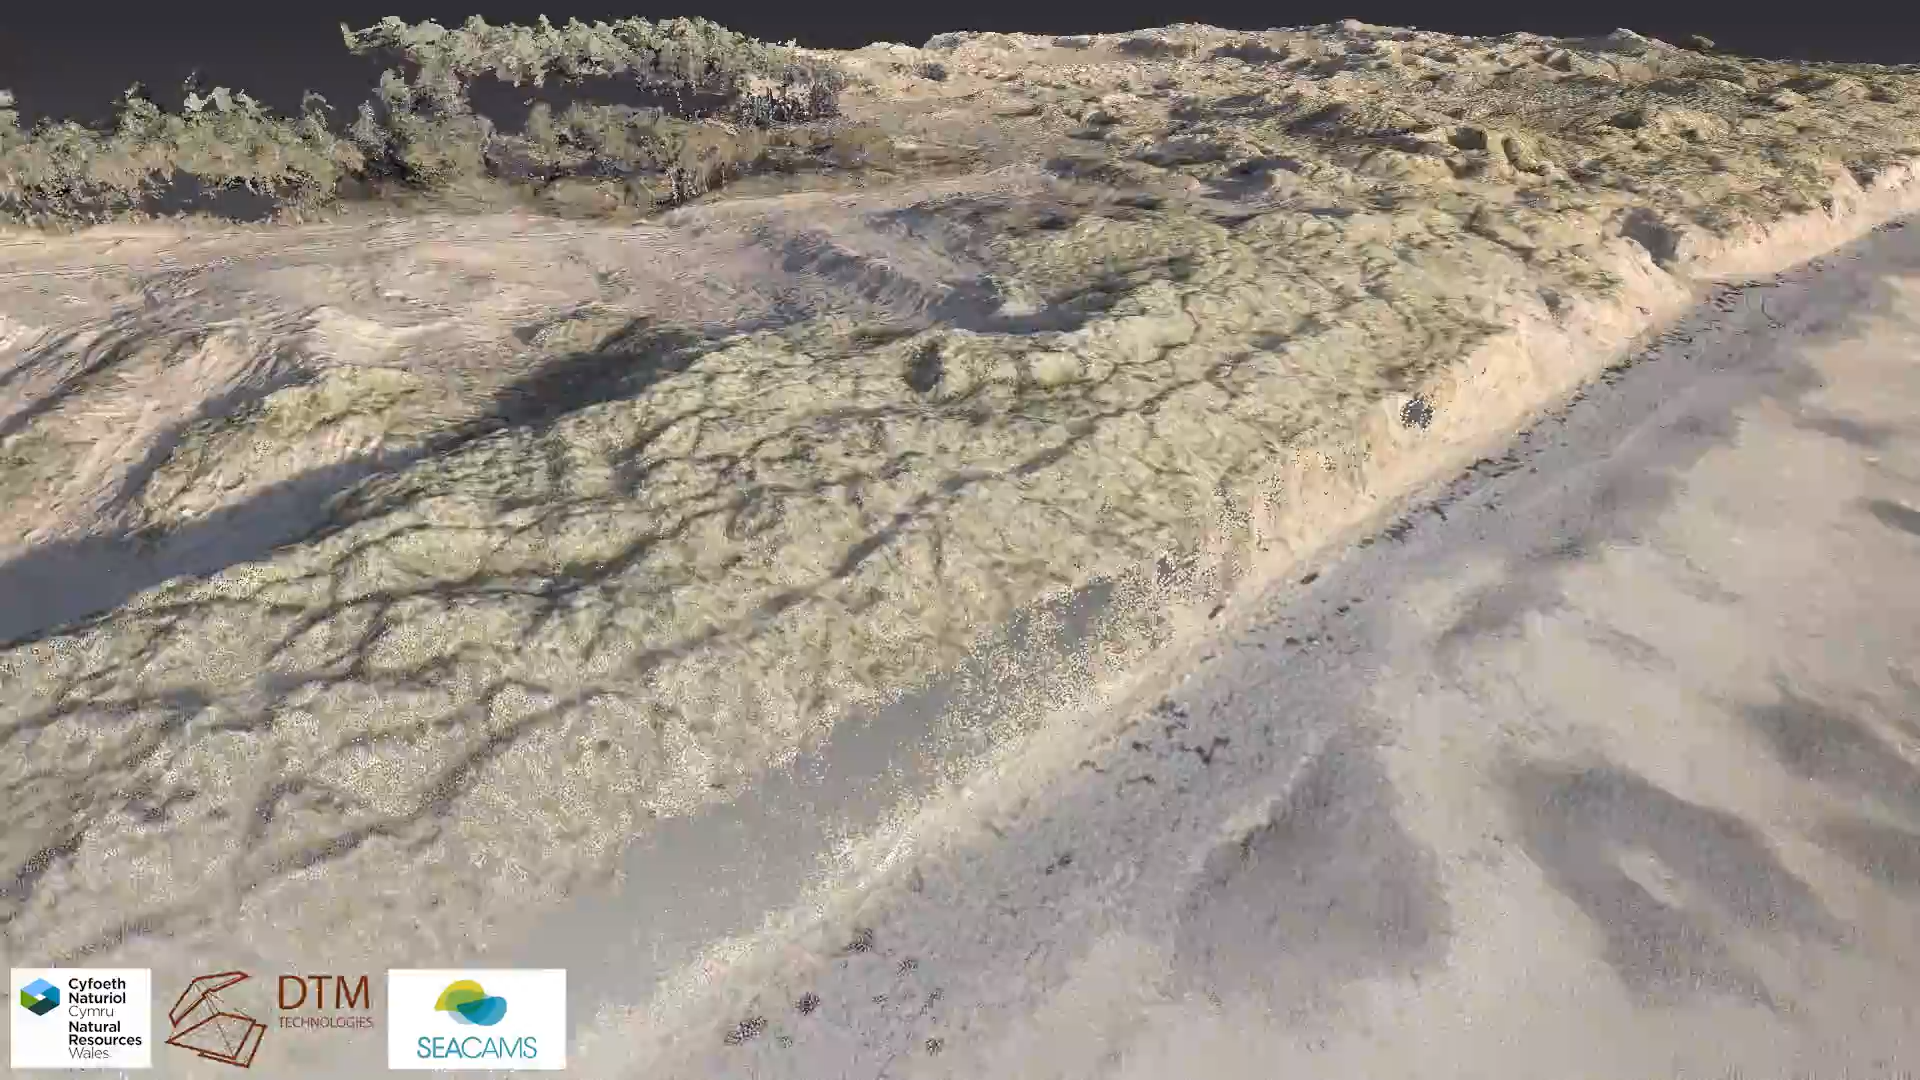 Cyfoeth
Naturiol
Cymru
Natural
Resources
Wales
DTM
TECHNOLOGIES
SEACAMS